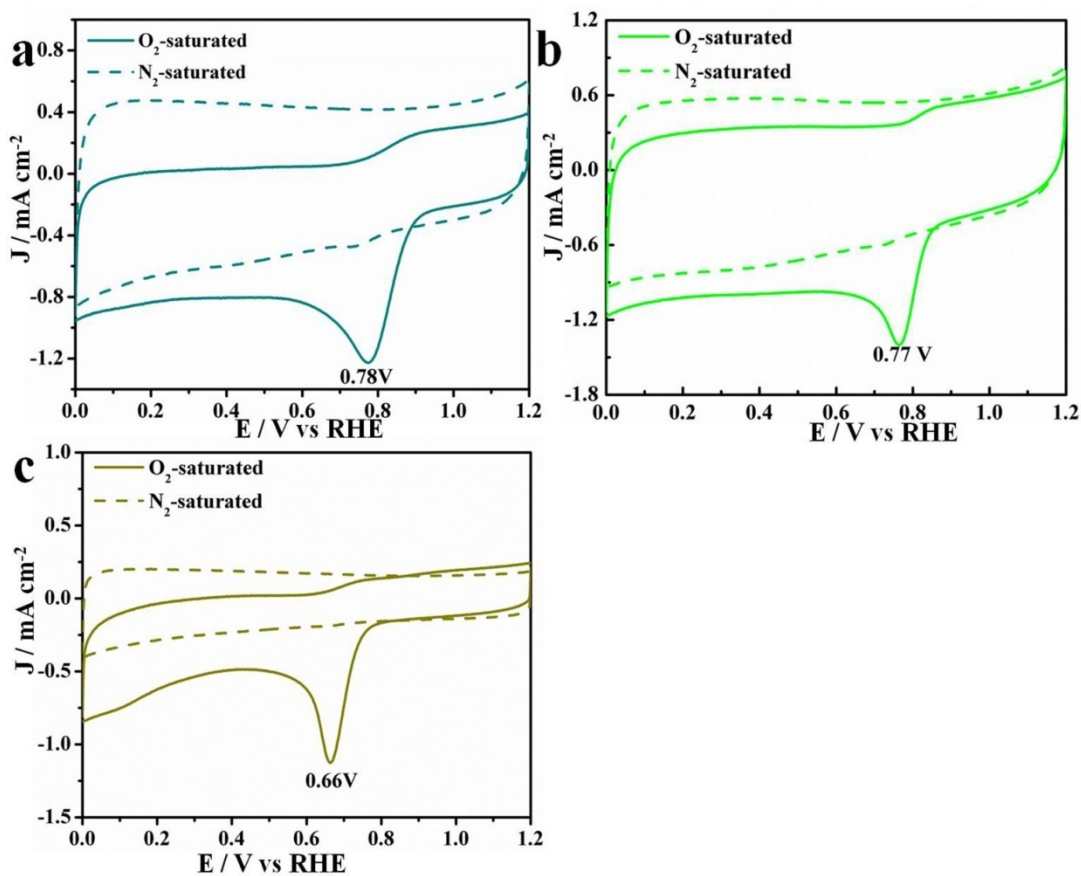 a
O₂-saturated
N₂-saturated
0.8
0.4
0.0
-0.4
-0.8
-1.2
J / mA cm⁻²
0.78V
0.0 0.2 0.4 0.6 0.8 1.0 1.2
E / V vs RHE
b
O₂-saturated
N₂-saturated
1.2
0.6
0.0
-0.6
-1.2
-1.8
J / mA cm⁻²
0.77 V
0.0 0.2 0.4 0.6 0.8 1.0 1.2
E / V vs RHE
c
O₂-saturated
N₂-saturated
1.0
0.5
0.0
-0.5
-1.0
-1.5
J / mA cm⁻²
0.66V
0.0 0.2 0.4 0.6 0.8 1.0 1.2
E / V vs RHE